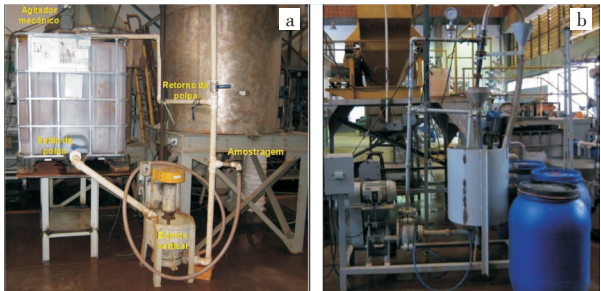 Agitador
mecânico
a
b
Retorno da
polpa
Saída da
polpa
Amostragem
Bomba
vertical